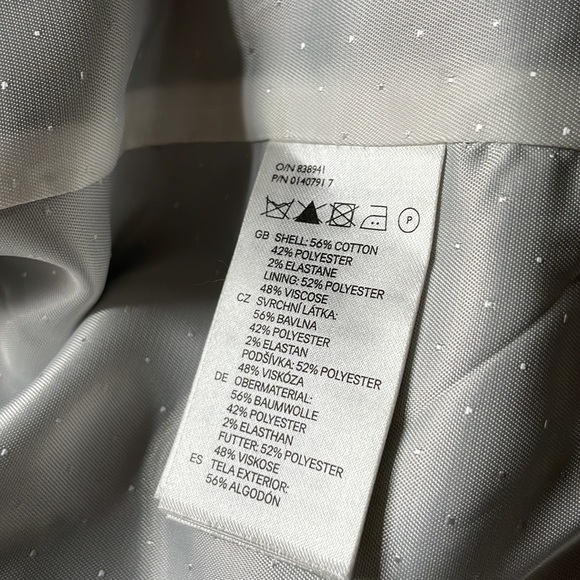 O/N 838941
P/N 0140791 7
P
GB SHELL: 56% COTTON
42% POLYESTER
2% ELASTANE
LINING: 52% POLYESTER
48% VISCOSE
CZ SVRCHNÍ LÁTKA:
56% BAVLNA
42% POLYESTER
2% ELASTAN
PODŠÍVKA: 52% POLYESTER
48% VISKÓZA
DE OBERMATERIAL:
56% BAUMWOLLE
42% POLYESTER
2% ELASTHAN
FUTTER: 52% POLYESTER
48% VISKOSE
ES TELA EXTERIOR:
56% ALGODÓN